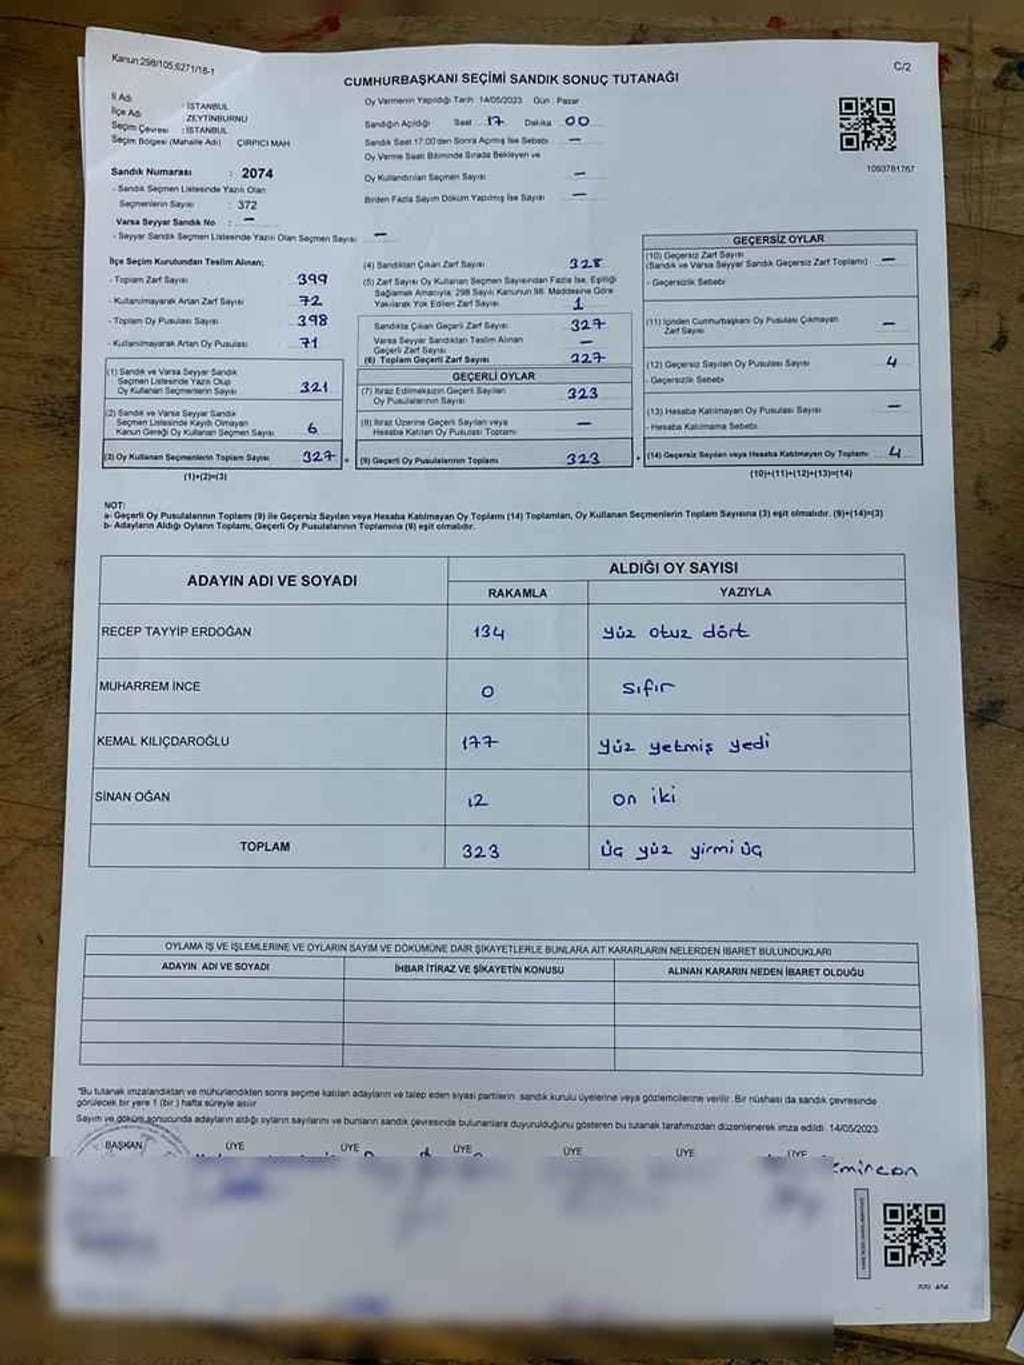 Kanun:298/105,6271/18-1
C/2
CUMHURBAŞKANI SEÇİMİ SANDIK SONUÇ TUTANAĞI
İl Adı : İSTANBUL
İlçe Adı ZEYTİNBURNU
Seçim Çevresi : İSTANBUL
Seçim Bölgesi (Mahalle Adı) ÇIRPICI MAH
Sandık Numarası : 2074
- Sandık Seçmen Listesinde Yazılı Olan
Seçmenlerin Sayısı : 372
Varsa Seyyar Sandık No : -
- Seyyar Sandık Seçmen Listesinde Yazılı Olan Seçmen Sayısı -
Oy Vermenin Yapıldığı Tarih 14/05/2023 Gün : Pazar
Sandığın Açıldığı Saat 17 Dakika 00
Sandık Saat 17:00'den Sonra Açılmış İse Sebebi -
Oy Verme Saati Bitiminde Sırada Bekleyen ve
Oy Kullandırılan Seçmen Sayısı -
Birden Fazla Sayım Döküm Yapılmış İse Sayısı -
1093781767
İlçe Seçim Kurulundan Teslim Alınan;
- Toplam Zarf Sayısı 399
- Kullanılmayarak Artan Zarf Sayısı 72
- Toplam Oy Pusulası Sayısı 398
- Kullanılmayarak Artan Oy Pusulası 71
(1) Sandık ve Varsa Seyyar Sandık
Seçmen Listesinde Yazılı Olup
Oy Kullanan Seçmenlerin Sayısı 321
(2) Sandık ve Varsa Seyyar Sandık
Seçmen Listesinde Kayıtlı Olmayan
Kanun Gereği Oy Kullanan Seçmen Sayısı 6
(3) Oy Kullanan Seçmenlerin Toplam Sayısı 327
(1)+(2)=(3)
(4) Sandıktan Çıkan Zarf Sayısı 328
(5) Zarf Sayısı Oy Kullanan Seçmen Sayısından Fazla İse, Eşitliği
Sağlamak Amacıyla, 298 Sayılı Kanunun 98. Maddesine Göre
Yakılarak Yok Edilen Zarf Sayısı 1
Sandıkta Çıkan Geçerli Zarf Sayısı 327
Varsa Seyyar Sandıktan Teslim Alınan
Geçerli Zarf Sayısı -
(6) Toplam Geçerli Zarf Sayısı 327
GEÇERLİ OYLAR
(7) İtiraz Edilmeksizin Geçerli Sayılan
Oy Pusulalarının Sayısı 323
(8) İtiraz Üzerine Geçerli Sayılan veya
Hesaba Katılan Oy Pusulası Toplamı -
= (9) Geçerli Oy Pusulalarının Toplamı 323
GEÇERSİZ OYLAR
(10) Geçersiz Zarf Sayısı
(Sandık ve Varsa Seyyar Sandık Geçersiz Zarf Toplamı) -
- Geçersizlik Sebebi
(11) İçinden Cumhurbaşkanı Oy Pusulası Çıkmayan
Zarf Sayısı -
(12) Geçersiz Sayılan Oy Pusulası Sayısı 4
- Geçersizlik Sebebi
(13) Hesaba Katılmayan Oy Pusulası Sayısı -
- Hesaba Katılmama Sebebi
+ (14) Geçersiz Sayılan veya Hesaba Katılmayan Oy Toplamı 4
(10)+(11)+(12)+(13)=(14)
NOT:
a- Geçerli Oy Pusulalarının Toplamı (9) ile Geçersiz Sayılan veya Hesaba Katılmayan Oy Toplamı (14) Toplamları, Oy Kullanan Seçmenlerin Toplam Sayısına (3) eşit olmalıdır. (9)+(14)=(3)
b- Adayların Aldığı Oyların Toplamı, Geçerli Oy Pusulalarının Toplamına (9) eşit olmalıdır.
ADAYIN ADI VE SOYADI ALDIĞI OY SAYISI
RAKAMLA YAZIYLA
RECEP TAYYİP ERDOĞAN 134 yüz otuz dört
MUHARREM İNCE 0 sıfır
KEMAL KILIÇDAROĞLU 177 yüz yetmiş yedi
SİNAN OĞAN 12 on iki
TOPLAM 323 üç yüz yirmi üç
OYLAMA İŞ VE İŞLEMLERİNE VE OYLARIN SAYIM VE DÖKÜMÜNE DAİR ŞİKAYETLERLE BUNLARA AİT KARARLARIN NELERDEN İBARET BULUNDUKLARI
ADAYIN ADI VE SOYADI İHBAR İTİRAZ VE ŞİKAYETİN KONUSU ALINAN KARARIN NEDEN İBARET OLDUĞU
*Bu tutanak imzalandıktan ve mühürlendikten sonra seçime katılan adayların ve talep eden siyasi partilerin sandık kurulu üyelerine veya gözlemcilerine verilir. Bir nüshası da sandık çevresinde
görülecek bir yere 1 (bir) hafta süreyle asılır
Sayım ve döküm sonucunda adayların aldığı oyların sayılarını ve bunların sandık çevresinde bulunanlara duyurulduğunu gösteren bu tutanak tarafımızdan düzenlenerek imza edildi. 14/05/2023
BAŞKAN ÜYE ÜYE ÜYE ÜYE ÜYE ÜYE